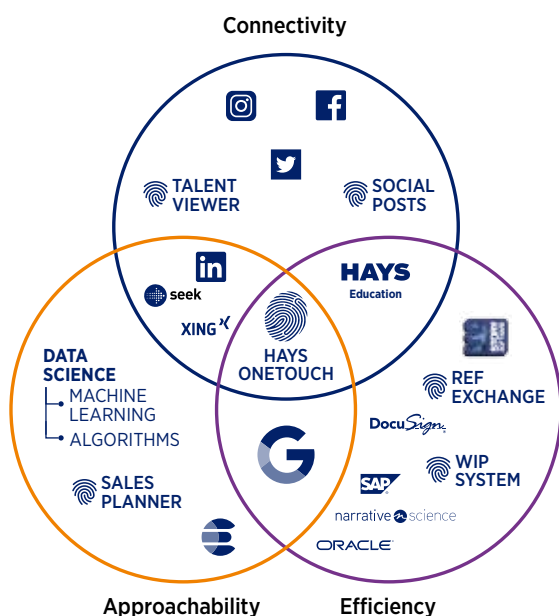 Connectivity
TALENT
VIEWER
SOCIAL
POSTS
in
seek
XING
HAYS
Education
HAYS
ONETOUCH
DATA
SCIENCE
MACHINE
LEARNING
ALGORITHMS
SALES
PLANNER
G
REF
EXCHANGE
DocuSign
WIP
SYSTEM
SAP
narrative science
ORACLE
Approachability
Efficiency